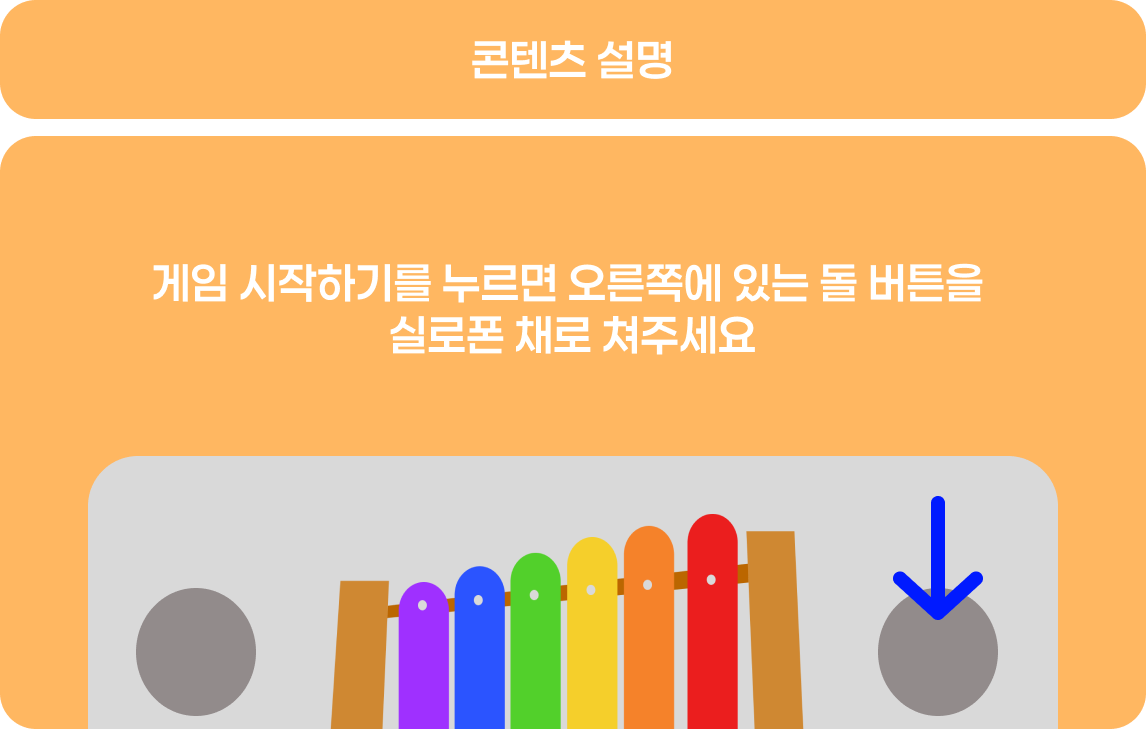 콘텐츠 설명
게임 시작하기를 누르면 오른쪽에 있는 돌 버튼을
실로폰 채로 쳐주세요